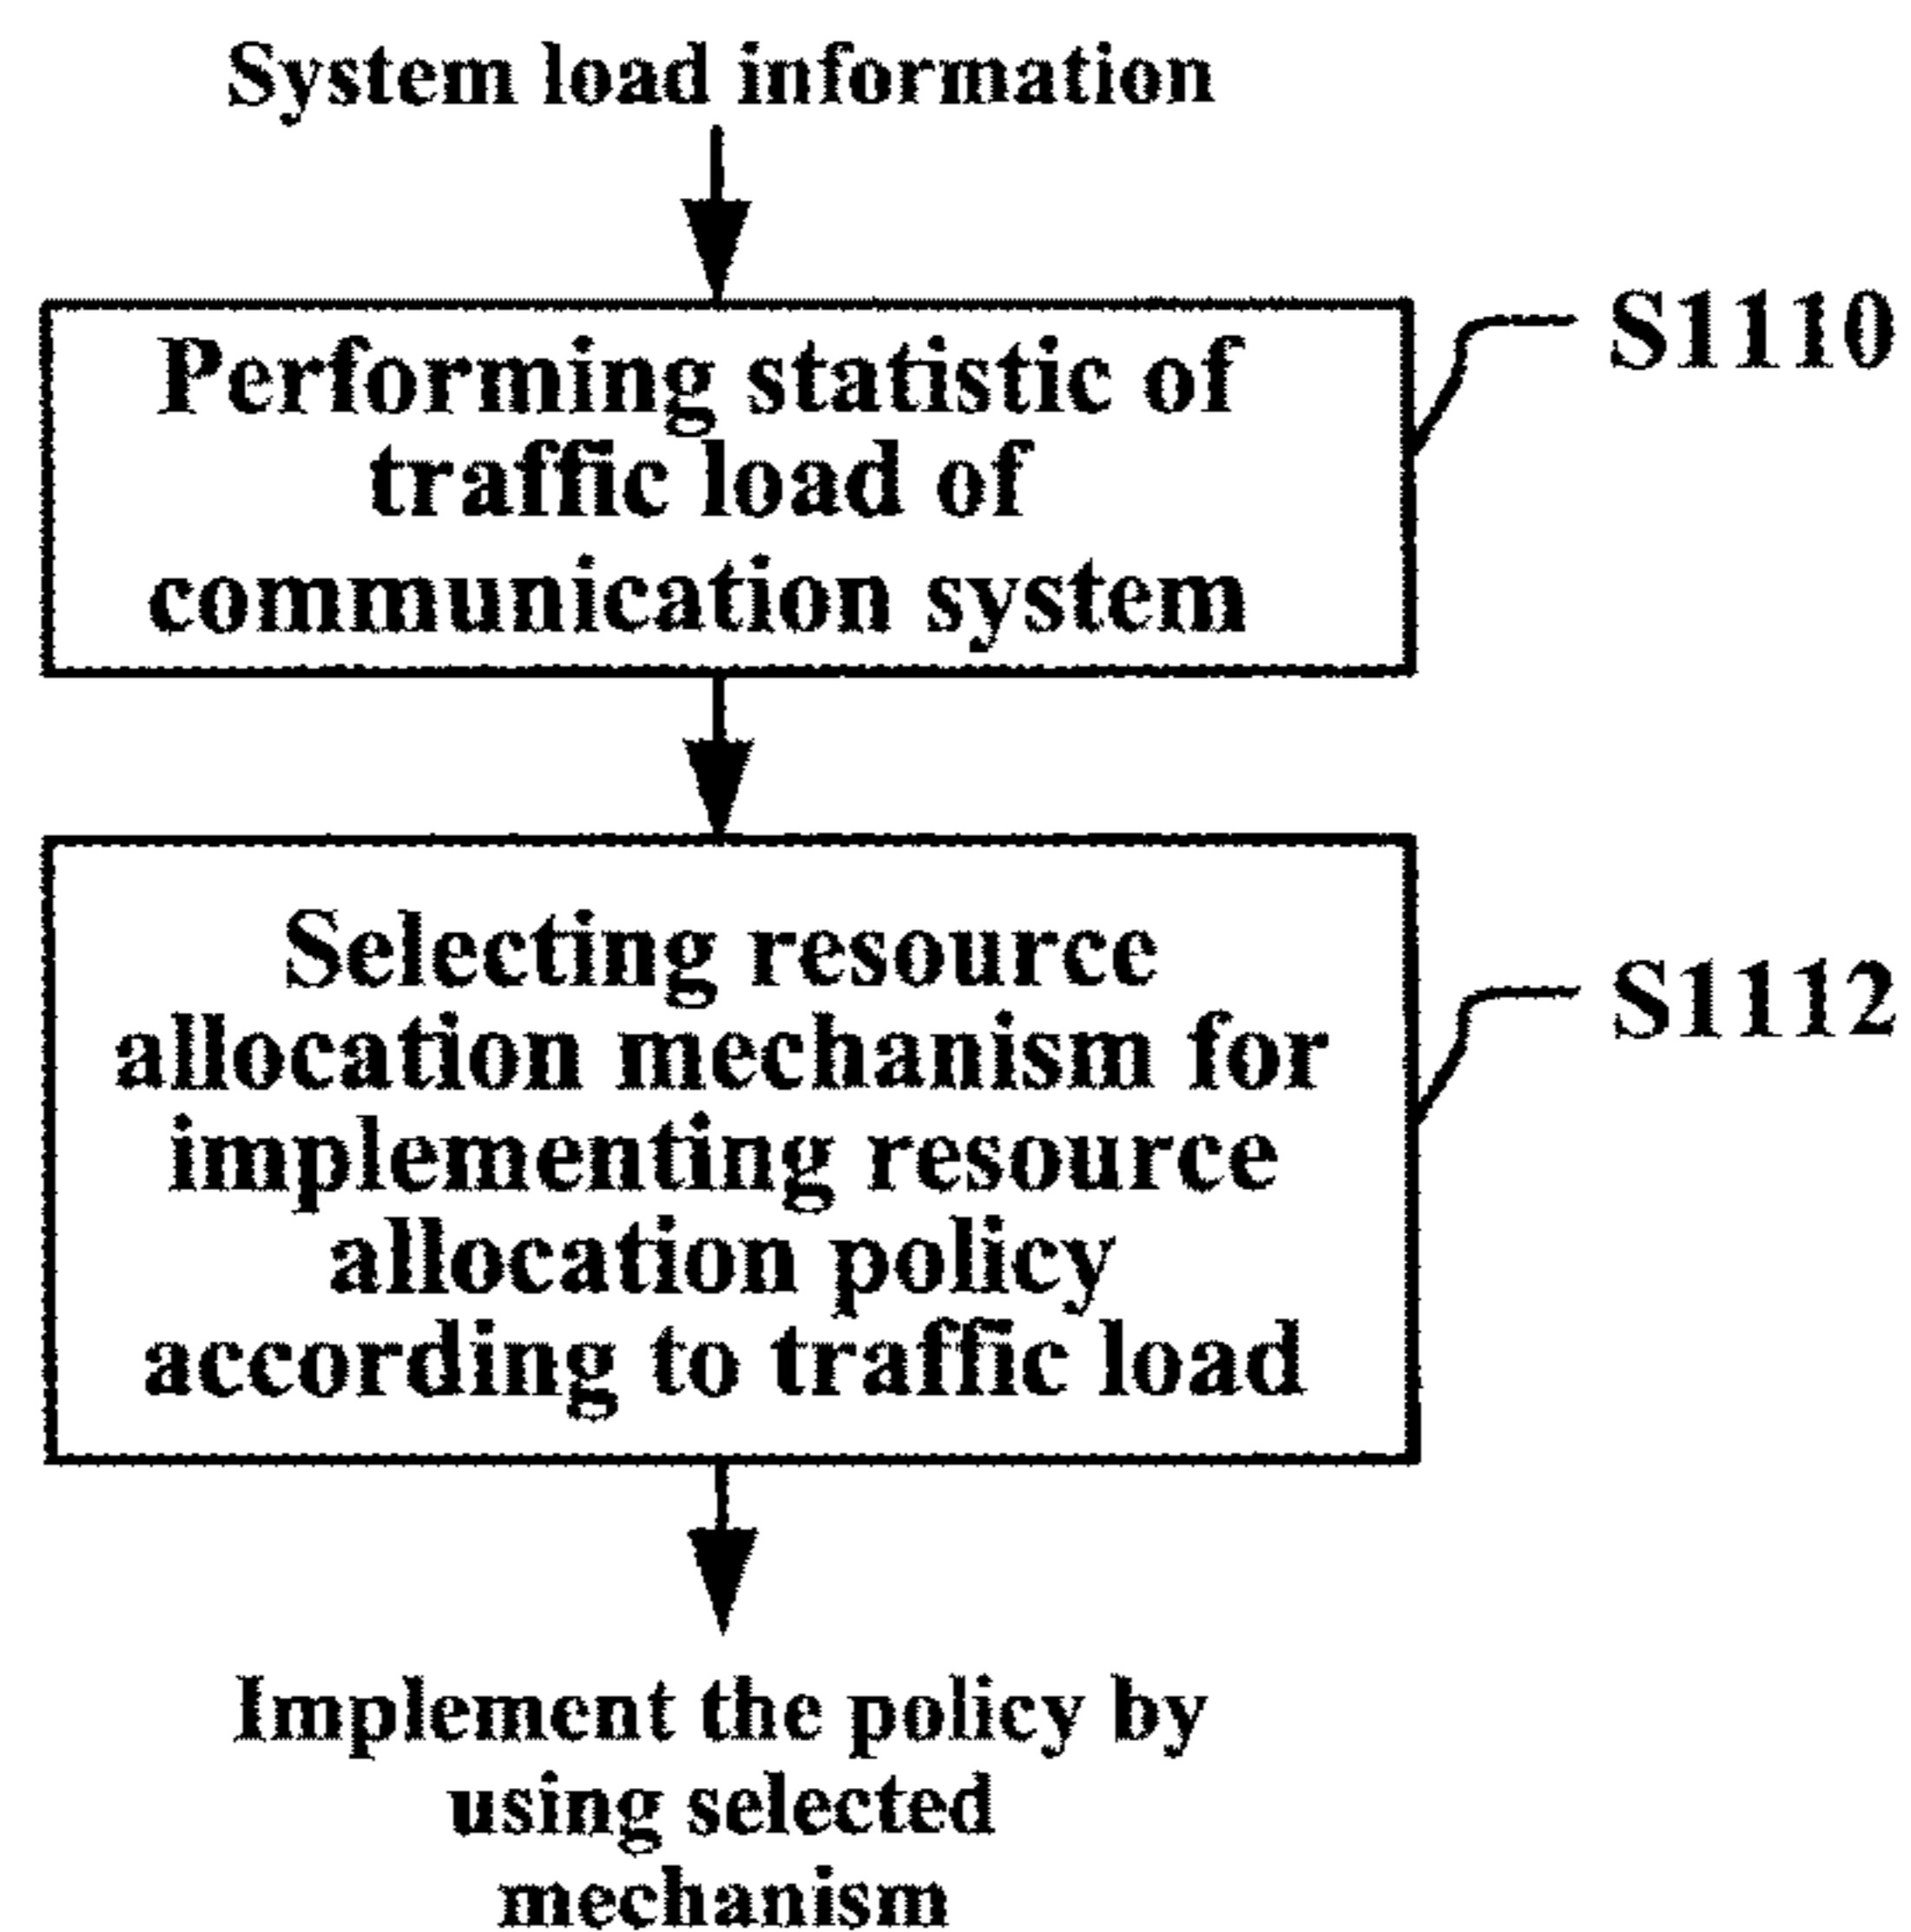 System load information
Performing statistic of
S1110
traffic load of
communication system
Selecting resource
S1112
allocation mechanism for
implementing resource
allocation policy
according to traffic load
Implement the policy by
using selected
mechanism